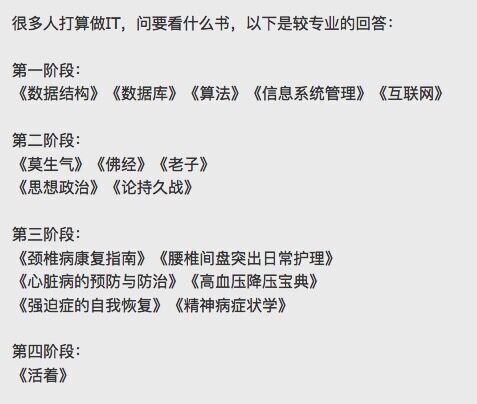 很多人打算做IT，问要看什么书，以下是较专业的回答：
第一阶段：
《数据结构》《数据库》《算法》《信息系统管理》《互联网》
第二阶段：
《莫生气》《佛经》《老子》
《思想政治》《论持久战》
第三阶段：
《颈椎病康复指南》《腰椎间盘突出日常护理》
《心脏病的预防与防治》《高血压降压宝典》
《强迫症的自我恢复》《精神病症状学》
第四阶段：
《活着》